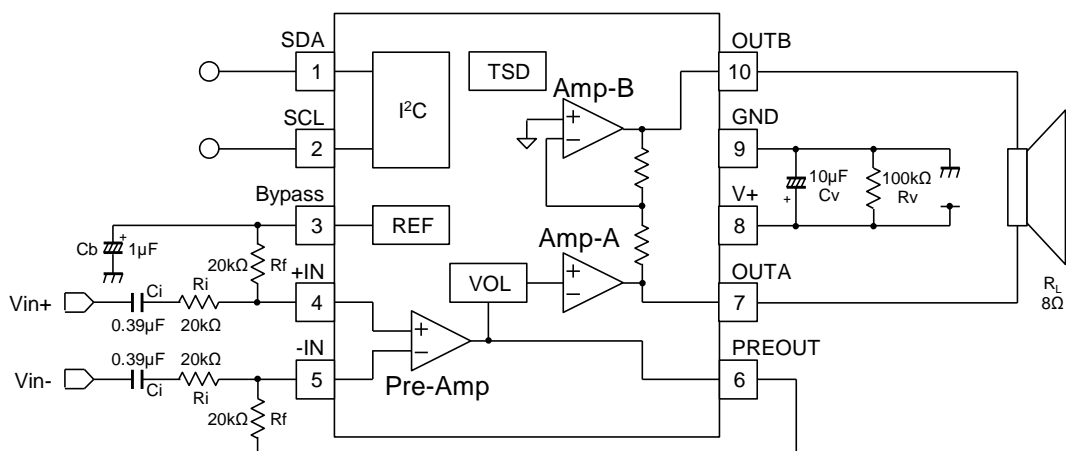 SDA
1
SCL
2
I²C
TSD
Amp-B
+
−
OUTB
10
GND
9
10µF
Cv
+
100kΩ
Rv
V+
8
Bypass
3
REF
Cb
+
1µF
20kΩ
Rf
+IN
4
Vin+
Ci
0.39µF
Ri
20kΩ
VOL
Amp-A
+
−
OUTA
7
RL
8Ω
-IN
5
Vin-
0.39µF
Ci
20kΩ
Ri
20kΩ
Rf
+
−
Pre-Amp
PREOUT
6